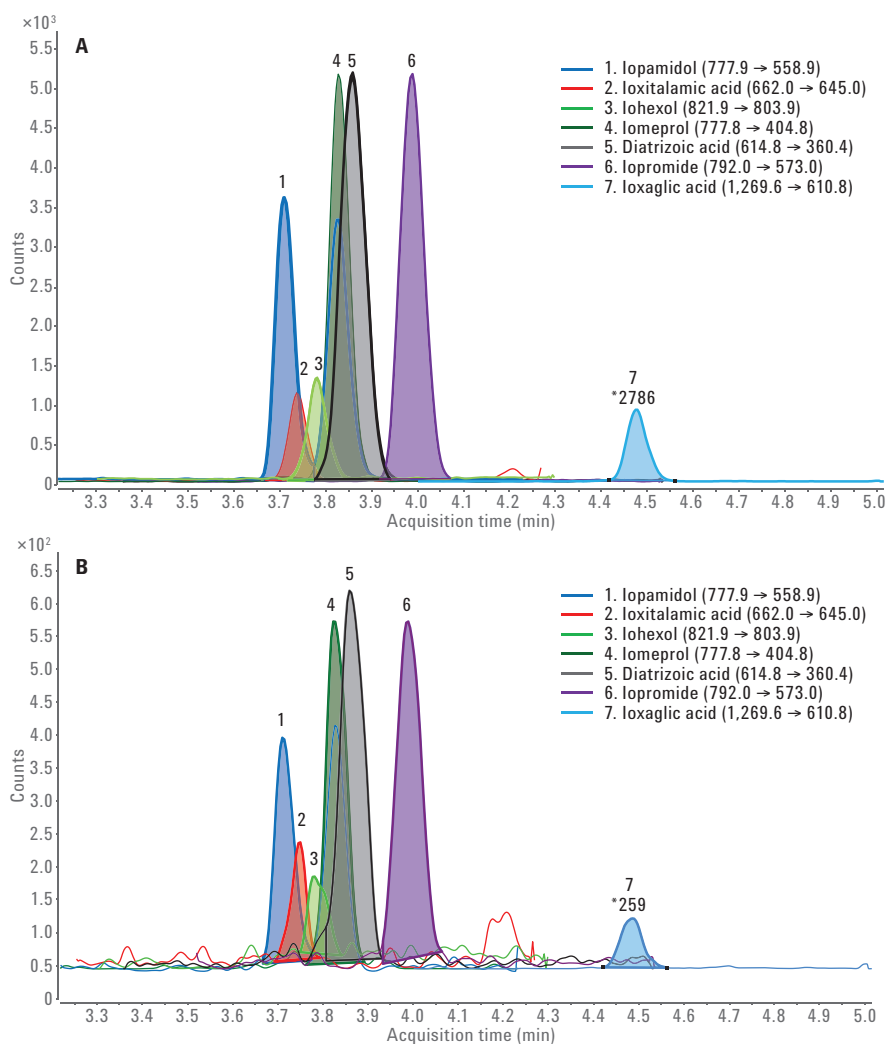 ×10³
A
5.5
5.0
4.5
4.0
3.5
3.0
2.5
2.0
1.5
1.0
0.5
0
Counts
1
2
3
4
5
6
7
*2786
1. Iopamidol (777.9 → 558.9)
2. Ioxitalamic acid (662.0 → 645.0)
3. Iohexol (821.9 → 803.9)
4. Iomeprol (777.8 → 404.8)
5. Diatrizoic acid (614.8 → 360.4)
6. Iopromide (792.0 → 573.0)
7. Ioxaglic acid (1,269.6 → 610.8)
3.3 3.4 3.5 3.6 3.7 3.8 3.9 4.0 4.1 4.2 4.3 4.4 4.5 4.6 4.7 4.8 4.9 5.0
Acquisition time (min)
×10²
B
6.5
6.0
5.0
4.5
4.0
3.5
3.0
2.5
2.0
1.5
1.0
0.5
0
Counts
1
2
3
4
5
6
7
*259
1. Iopamidol (777.9 → 558.9)
2. Ioxitalamic acid (662.0 → 645.0)
3. Iohexol (821.9 → 803.9)
4. Iomeprol (777.8 → 404.8)
5. Diatrizoic acid (614.8 → 360.4)
6. Iopromide (792.0 → 573.0)
7. Ioxaglic acid (1,269.6 → 610.8)
3.3 3.4 3.5 3.6 3.7 3.8 3.9 4.0 4.1 4.2 4.3 4.4 4.5 4.6 4.7 4.8 4.9 5.0
Acquisition time (min)